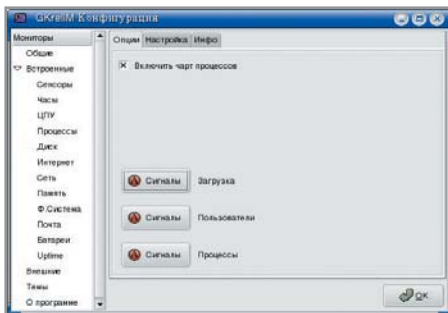 GKrellM Конфигурация
Мониторы
Общие
Встроенные
Сенсоры
Часы
ЦПУ
Процессы
Диск
Интернет
Сеть
Память
Ф.Система
Почта
Батареи
Uptime
Внешние
Темы
О программе
Опции Настройка Инфо
Включить чарт процессов
Сигналы Загрузка
Сигналы Пользователи
Сигналы Процессы
OK